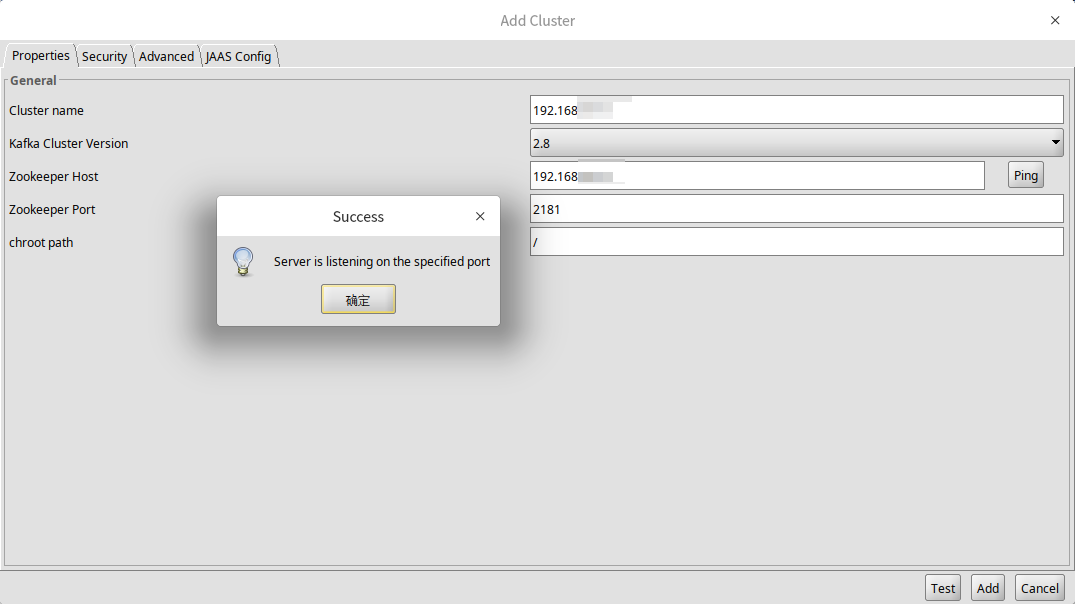 Add Cluster
Properties Security Advanced JAAS Config
General
Cluster name 192.168
Kafka Cluster Version 2.8
Zookeeper Host 192.168 Ping
Zookeeper Port 2181
chroot path /
Success
Server is listening on the specified port
确定
Test Add Cancel